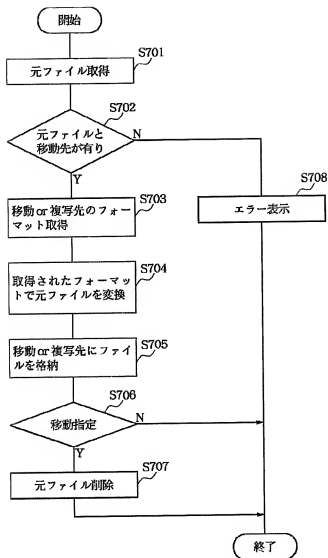 開始
S701
元ファイル取得
S702
元ファイルと
移動先が有り
N
Y
S703
移動or複写先のフォー
マット取得
S708
エラー表示
S704
取得されたフォーマット
で元ファイルを変換
S705
移動or複写先にファイ
ルを格納
S706
移動指定
N
Y
S707
元ファイル削除
終了